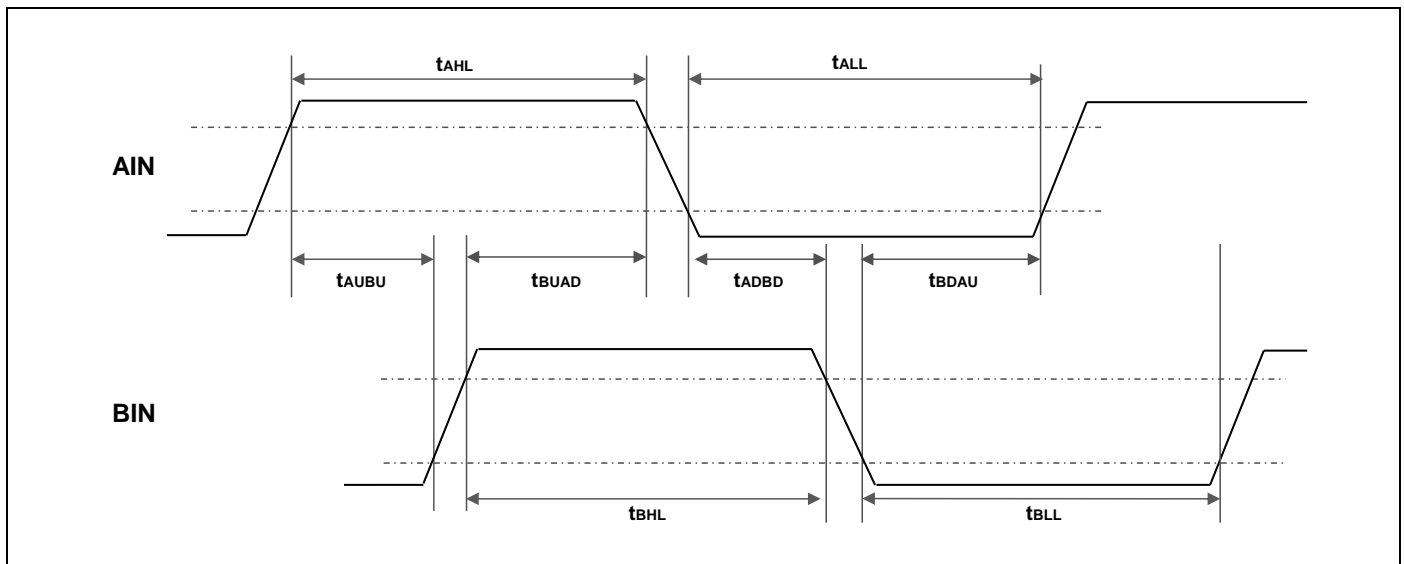 tAHL
tALL
AIN
tAUBU
tBUAD
tADBD
tBDAU
BIN
tBHL
tBLL